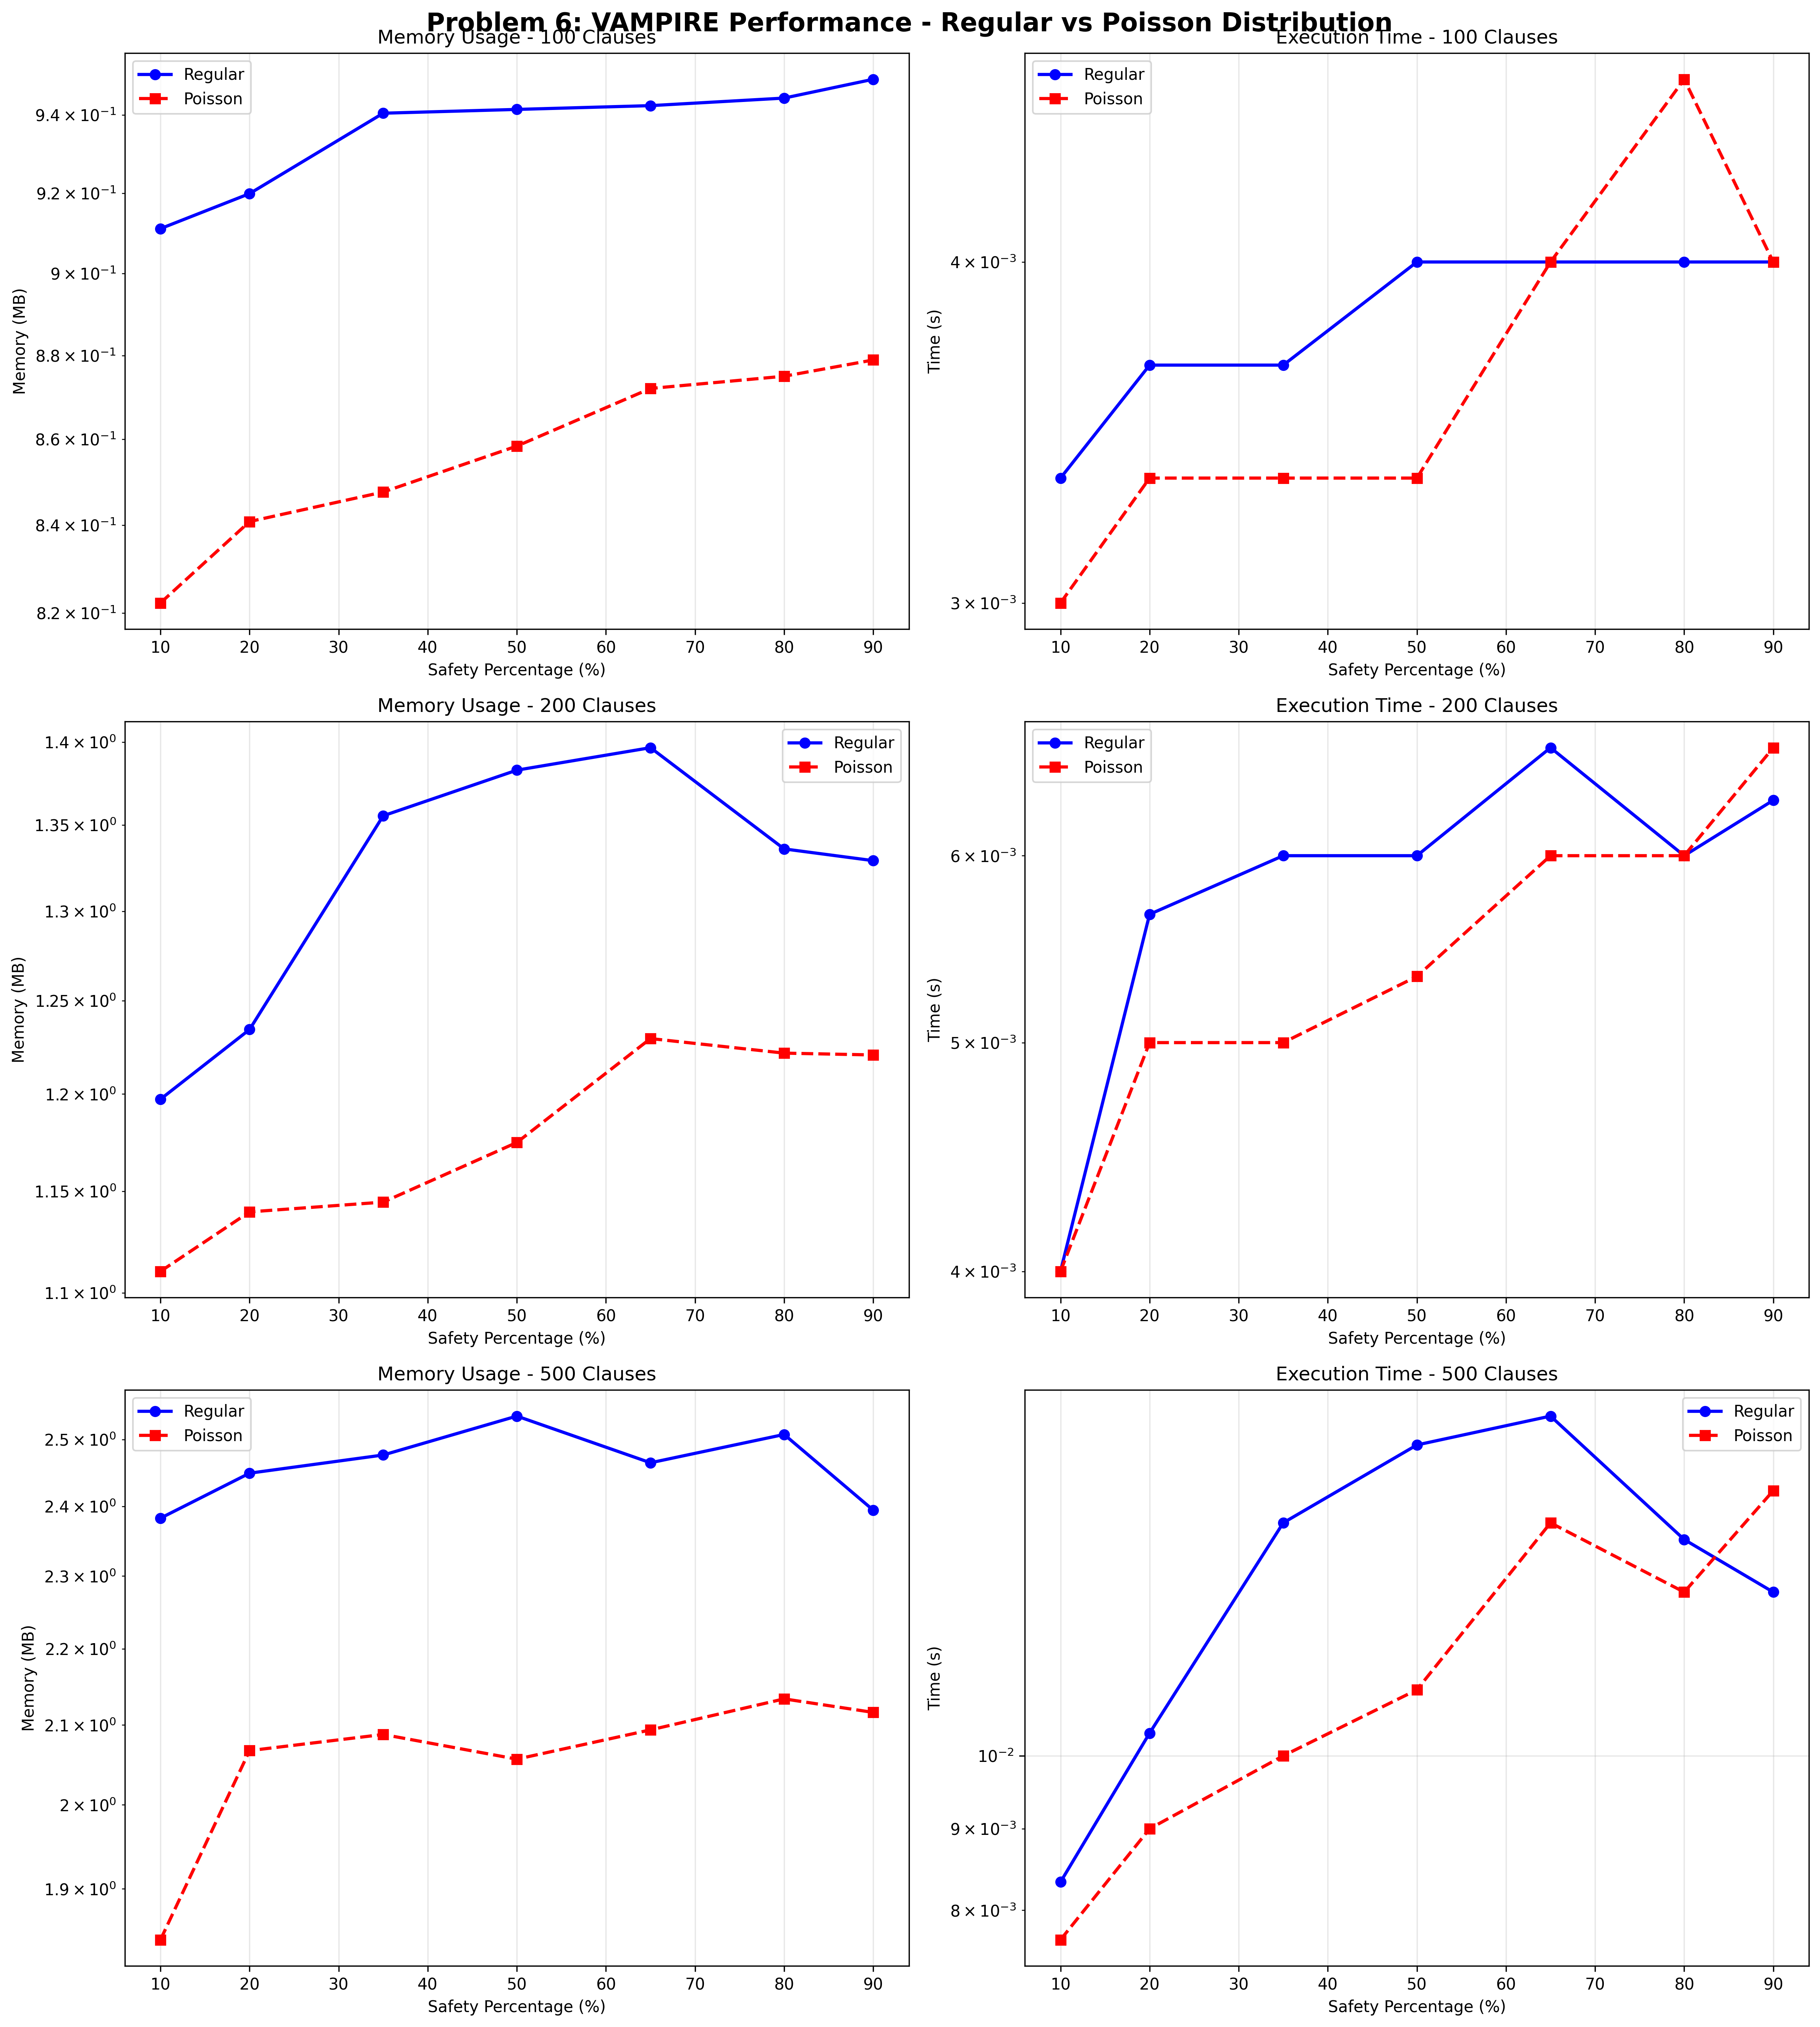 Problem 6: VAMPIRE Performance - Regular vs Poisson Distribution
Memory Usage - 100 Clauses
Regular
Poisson
9.4 × 10⁻¹
9.2 × 10⁻¹
9 × 10⁻¹
8.8 × 10⁻¹
8.6 × 10⁻¹
8.4 × 10⁻¹
8.2 × 10⁻¹
Memory (MB)
10 20 30 40 50 60 70 80 90
Safety Percentage (%)
Execution Time - 100 Clauses
Regular
Poisson
4 × 10⁻³
3 × 10⁻³
Time (s)
10 20 30 40 50 60 70 80 90
Safety Percentage (%)
Memory Usage - 200 Clauses
Regular
Poisson
1.4 × 10⁰
1.35 × 10⁰
1.3 × 10⁰
1.25 × 10⁰
1.2 × 10⁰
1.15 × 10⁰
1.1 × 10⁰
Memory (MB)
10 20 30 40 50 60 70 80 90
Safety Percentage (%)
Execution Time - 200 Clauses
Regular
Poisson
6 × 10⁻³
5 × 10⁻³
4 × 10⁻³
Time (s)
10 20 30 40 50 60 70 80 90
Safety Percentage (%)
Memory Usage - 500 Clauses
Regular
Poisson
2.5 × 10⁰
2.4 × 10⁰
2.3 × 10⁰
2.2 × 10⁰
2.1 × 10⁰
2 × 10⁰
1.9 × 10⁰
Memory (MB)
10 20 30 40 50 60 70 80 90
Safety Percentage (%)
Execution Time - 500 Clauses
Regular
Poisson
10⁻²
9 × 10⁻³
8 × 10⁻³
Time (s)
10 20 30 40 50 60 70 80 90
Safety Percentage (%)